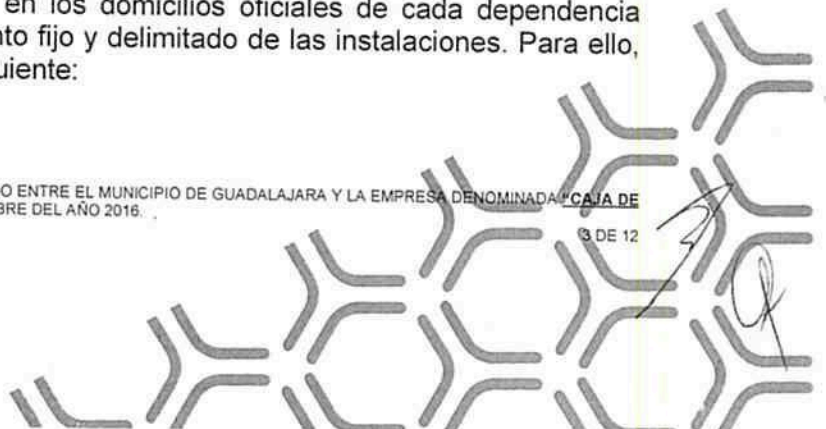 en los domicilios oficiales de cada dependencia
nto fijo y delimitado de las instalaciones. Para ello,
uiente:
O ENTRE EL MUNICIPIO DE GUADALAJARA Y LA EMPRESA DENOMINADA "CAJA DE
BRE DEL AÑO 2016.
3 DE 12